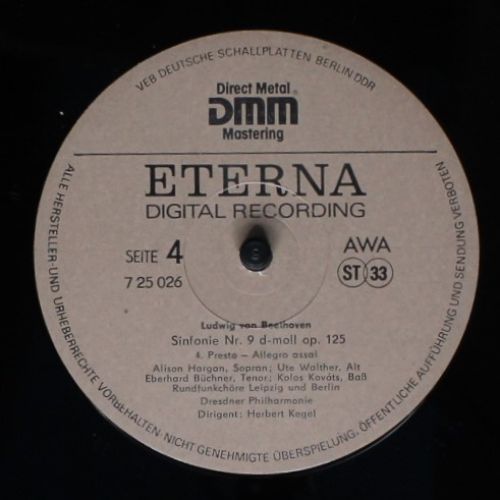 VEB DEUTSCHE SCHALLPLATTEN BERLIN DDR
Direct Metal
DMM®
Mastering
ETERNA
DIGITAL RECORDING
SEITE 4
7 25 026
AWA
ST 33
Ludwig van Beethoven
Sinfonie Nr. 9 d-moll op. 125
4. Presto – Allegro assai
Alison Hargan, Sopran; Ute Walther, Alt
Eberhard Büchner, Tenor; Kolos Kováts, Baß
Rundfunkchöre Leipzig und Berlin
Dresdner Philharmonie
Dirigent: Herbert Kegel
ALLE HERSTELLER- UND URHEBERRECHTE VORBEHALTEN · NICHT GENEHMIGTE ÜBERSPIELUNG, ÖFFENTLICHE AUFFÜHRUNG UND SENDUNG VERBOTEN